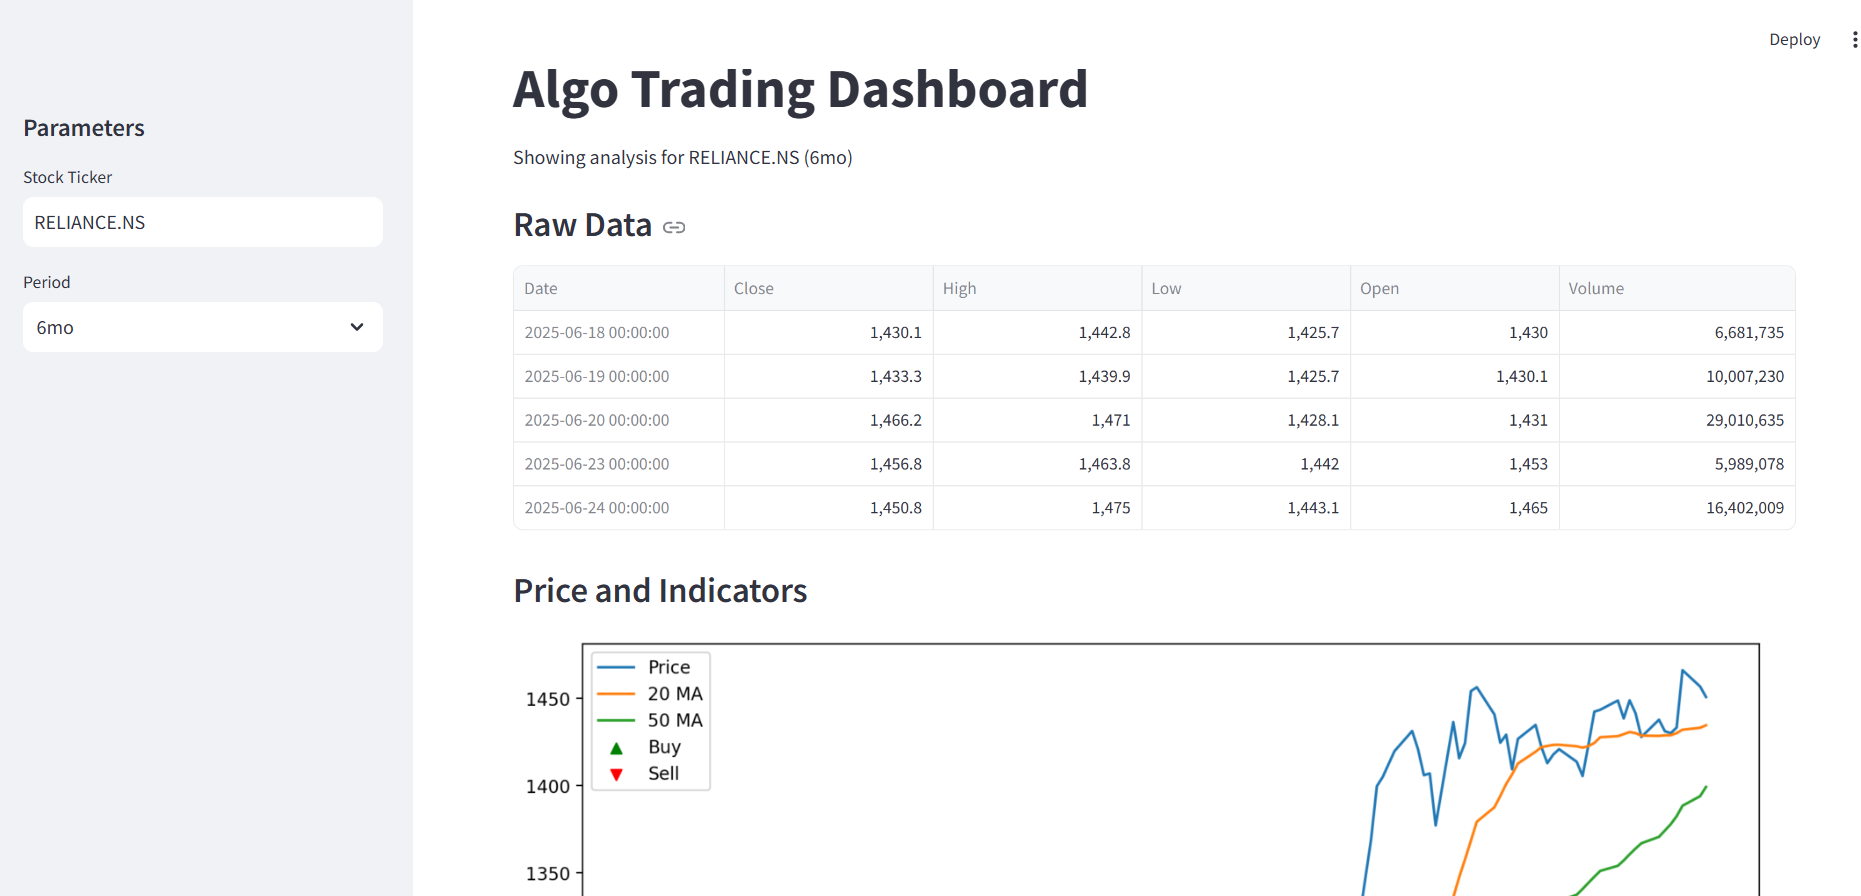 Deploy
Parameters
Stock Ticker
RELIANCE.NS
Period
6mo
Algo Trading Dashboard
Showing analysis for RELIANCE.NS (6mo)
Raw Data
Date Close High Low Open Volume
2025-06-18 00:00:00 1,430.1 1,442.8 1,425.7 1,430 6,681,735
2025-06-19 00:00:00 1,433.3 1,439.9 1,425.7 1,430.1 10,007,230
2025-06-20 00:00:00 1,466.2 1,471 1,428.1 1,431 29,010,635
2025-06-23 00:00:00 1,456.8 1,463.8 1,442 1,453 5,989,078
2025-06-24 00:00:00 1,450.8 1,475 1,443.1 1,465 16,402,009
Price and Indicators
Price
20 MA
50 MA
Buy
Sell
1450
1400
1350